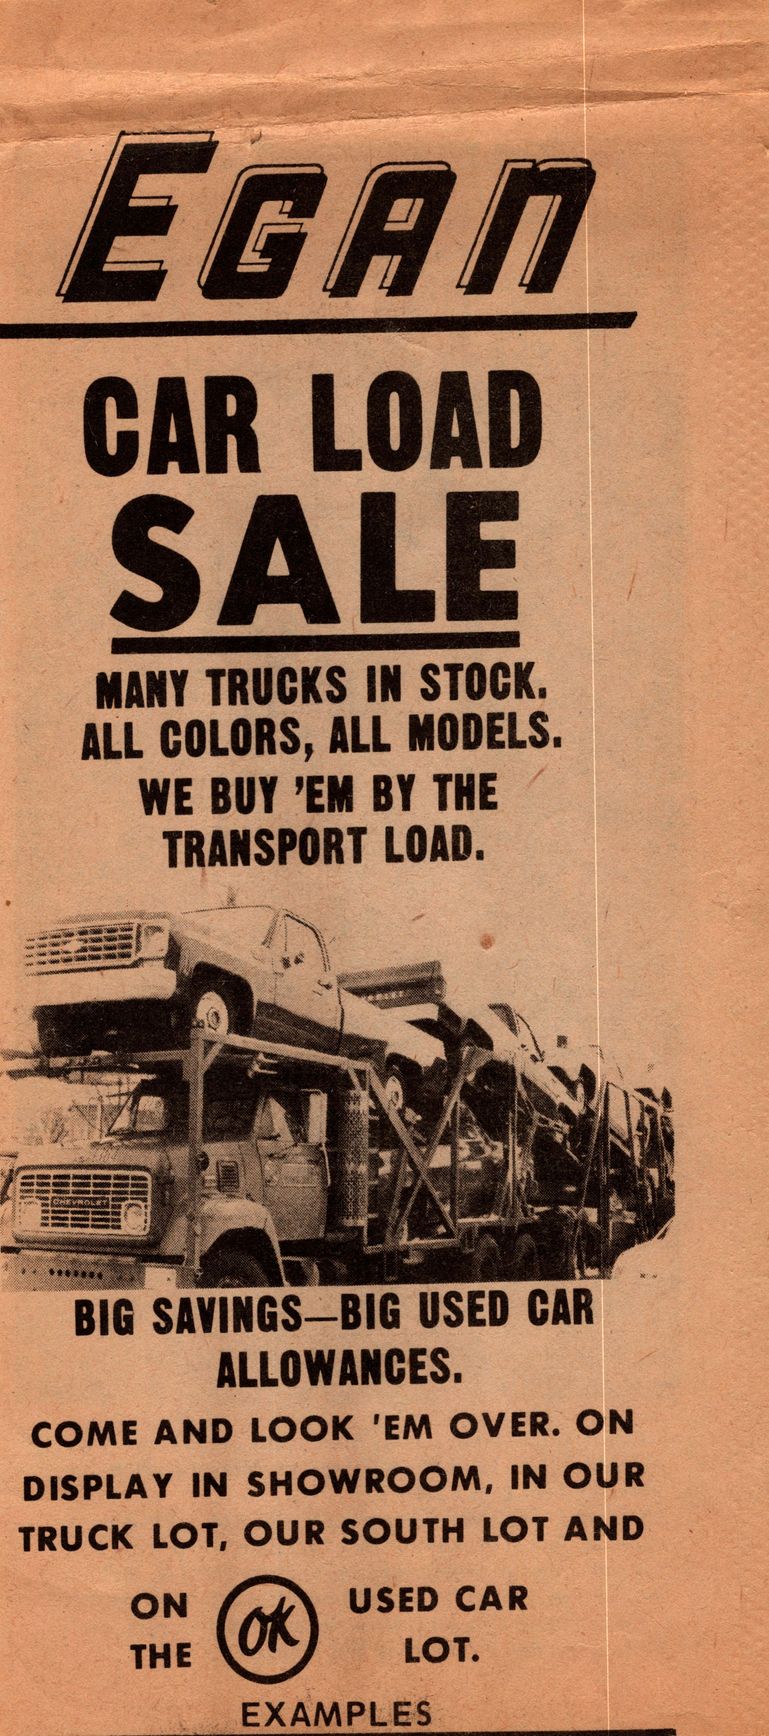 EGAN
CAR LOAD
SALE
MANY TRUCKS IN STOCK.
ALL COLORS, ALL MODELS.
WE BUY 'EM BY THE
TRANSPORT LOAD.
CHEVROLET
BIG SAVINGS—BIG USED CAR
ALLOWANCES.
COME AND LOOK 'EM OVER. ON
DISPLAY IN SHOWROOM, IN OUR
TRUCK LOT, OUR SOUTH LOT AND
ON THE OK USED CAR LOT.
EXAMPLES